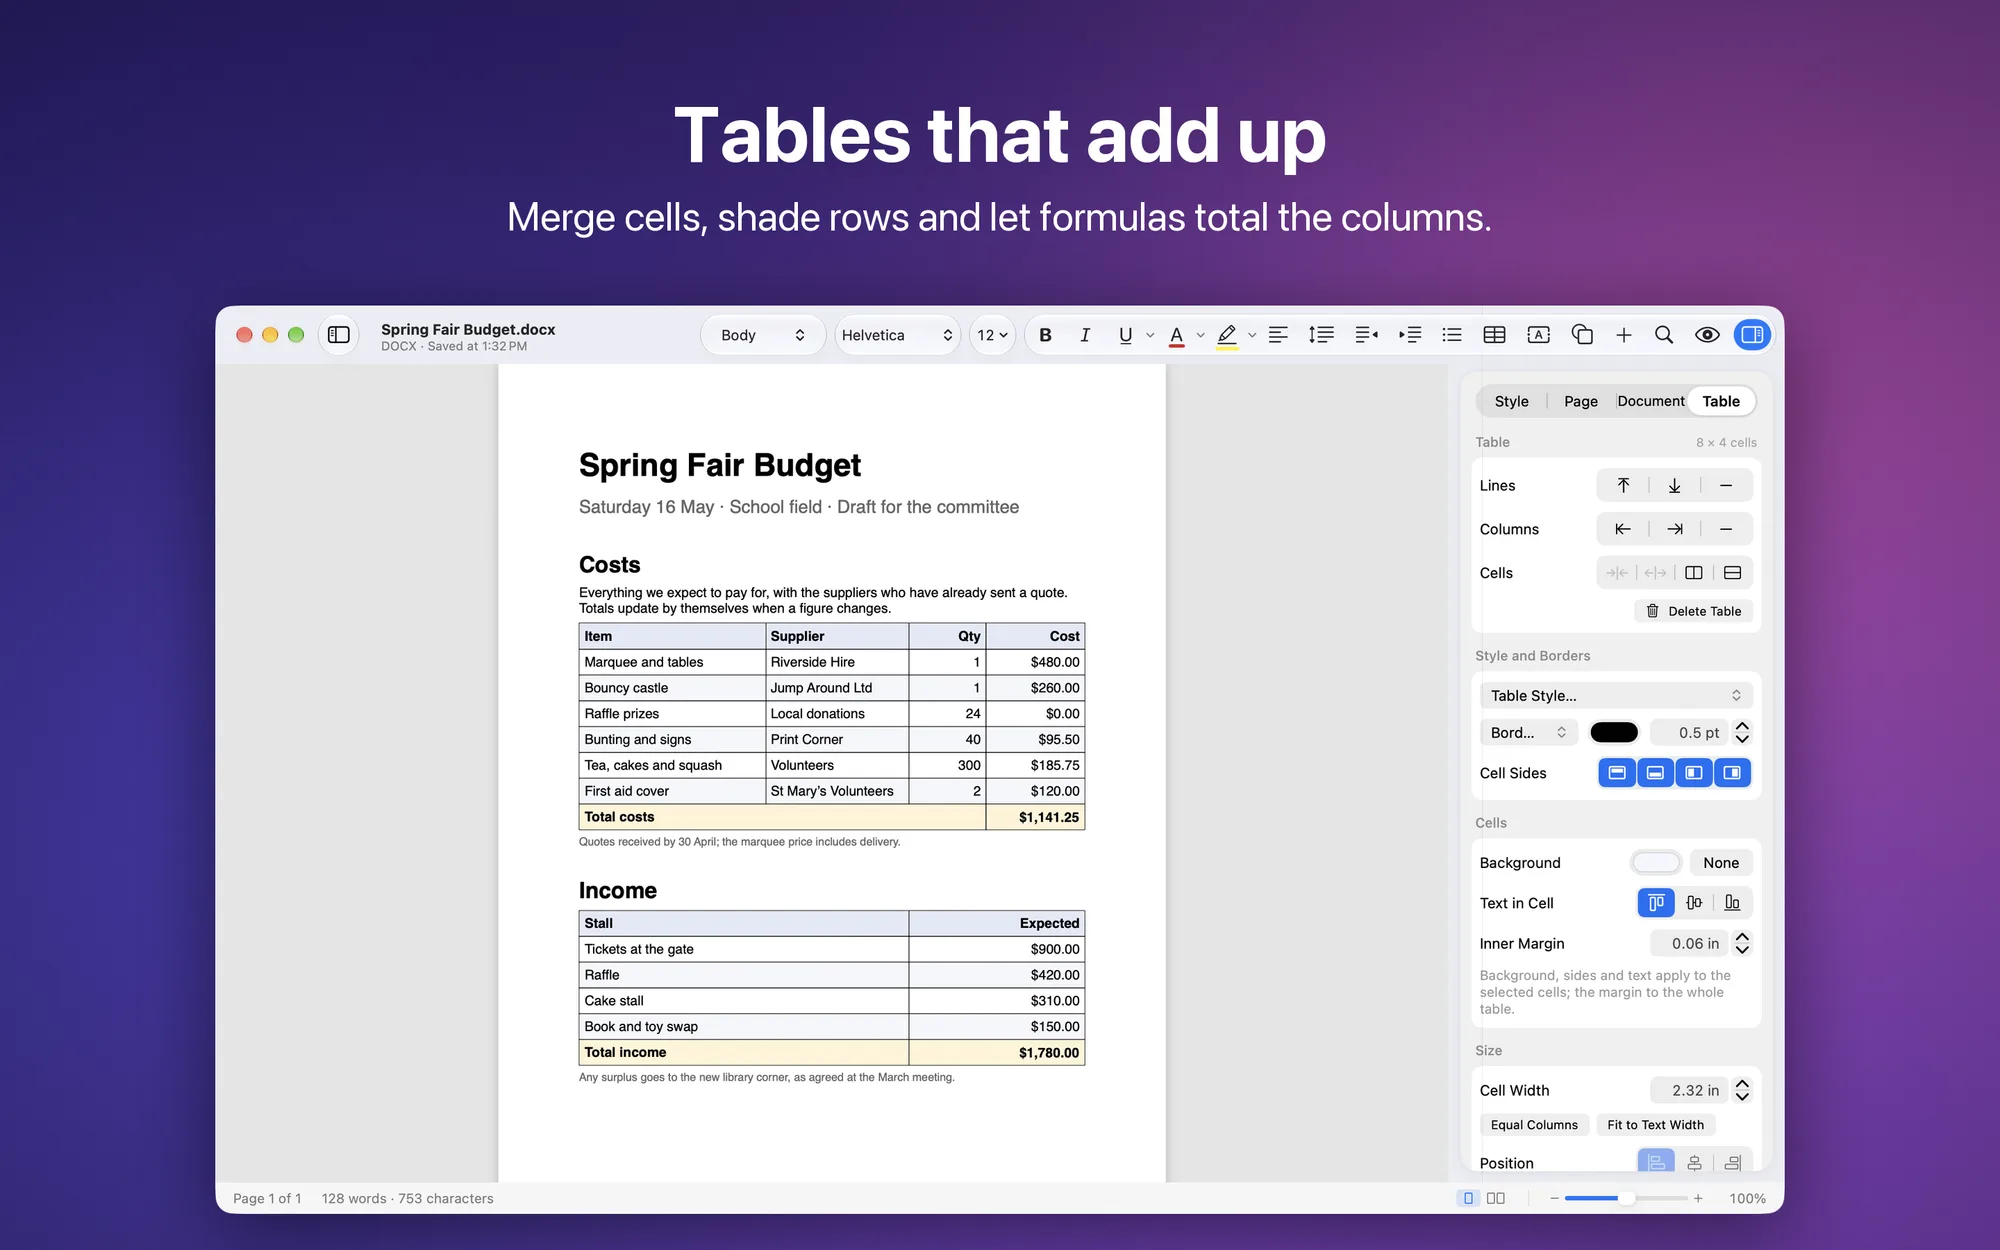 Tables that add up
Merge cells, shade rows and let formulas total the columns.
Spring Fair Budget.docx
DOCX · Saved at 1:32 PM
Body
Helvetica
12
B
I
U
A
A
Spring Fair Budget
Saturday 16 May · School field · Draft for the committee
Costs
Everything we expect to pay for, with the suppliers who have already sent a quote.
Totals update by themselves when a figure changes.
Item Supplier Qty Cost
Marquee and tables Riverside Hire 1 $480.00
Bouncy castle Jump Around Ltd 1 $260.00
Raffle prizes Local donations 24 $0.00
Bunting and signs Print Corner 40 $95.50
Tea, cakes and squash Volunteers 300 $185.75
First aid cover St Mary’s Volunteers 2 $120.00
Total costs $1,141.25
Quotes received by 30 April; the marquee price includes delivery.
Income
Stall Expected
Tickets at the gate $900.00
Raffle $420.00
Cake stall $310.00
Book and toy swap $150.00
Total income $1,780.00
Any surplus goes to the new library corner, as agreed at the March meeting.
Style Page Document Table
Table 8 × 4 cells
Lines
Columns
Cells
Delete Table
Style and Borders
Table Style...
Bord... 0.5 pt
Cell Sides
Cells
Background None
Text in Cell
Inner Margin 0.06 in
Background, sides and text apply to the
selected cells; the margin to the whole
table.
Size
Cell Width 2.32 in
Equal Columns Fit to Text Width
Position
Page 1 of 1 128 words · 753 characters
100%